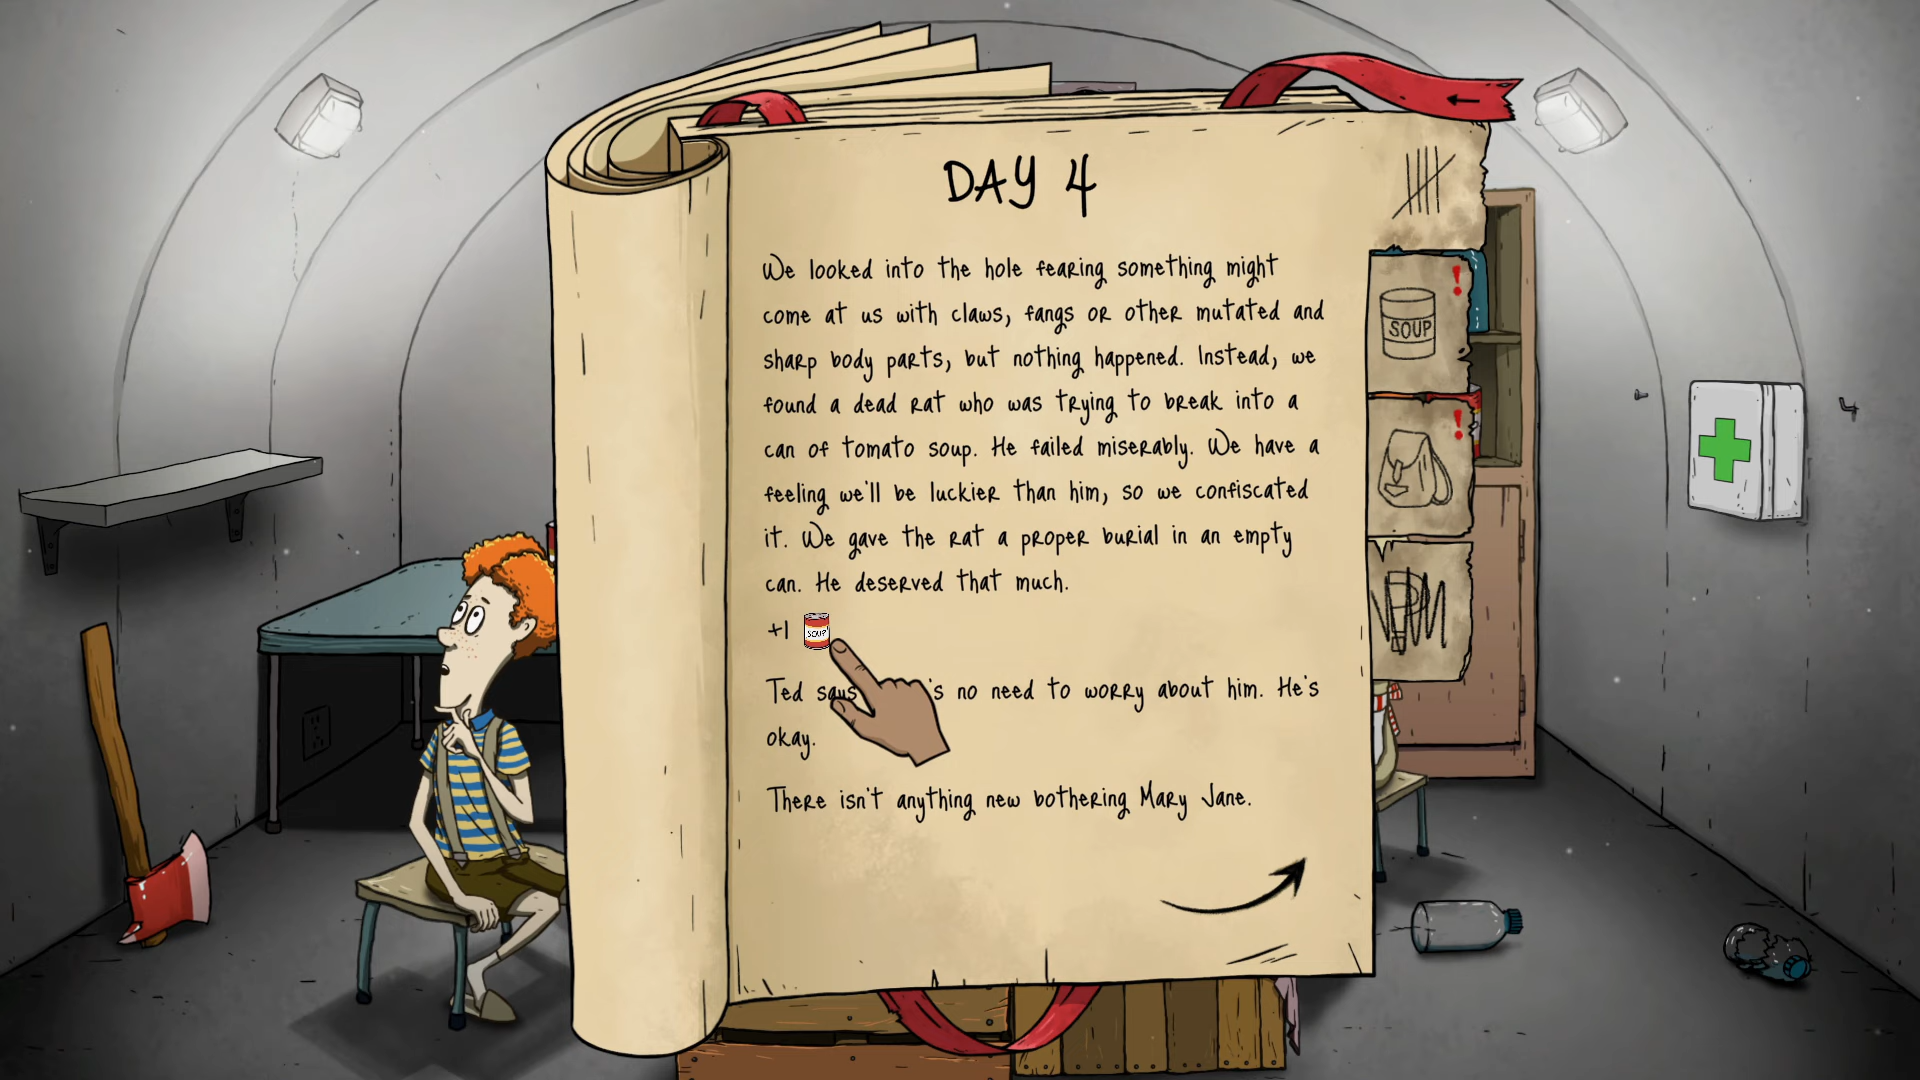 DAY 4
We looked into the hole fearing something might
come at us with claws, fangs or other mutated and
sharp body parts, but nothing happened. Instead, we
found a dead rat who was trying to break into a
can of tomato soup. He failed miserably. We have a
feeling we'll be luckier than him, so we confiscated
it. We gave the rat a proper burial in an empty
can. He deserved that much.
+1 SOUP
Ted says 's no need to worry about him. He's
okay.
There isn't anything new bothering Mary Jane.
!
SOUP
!